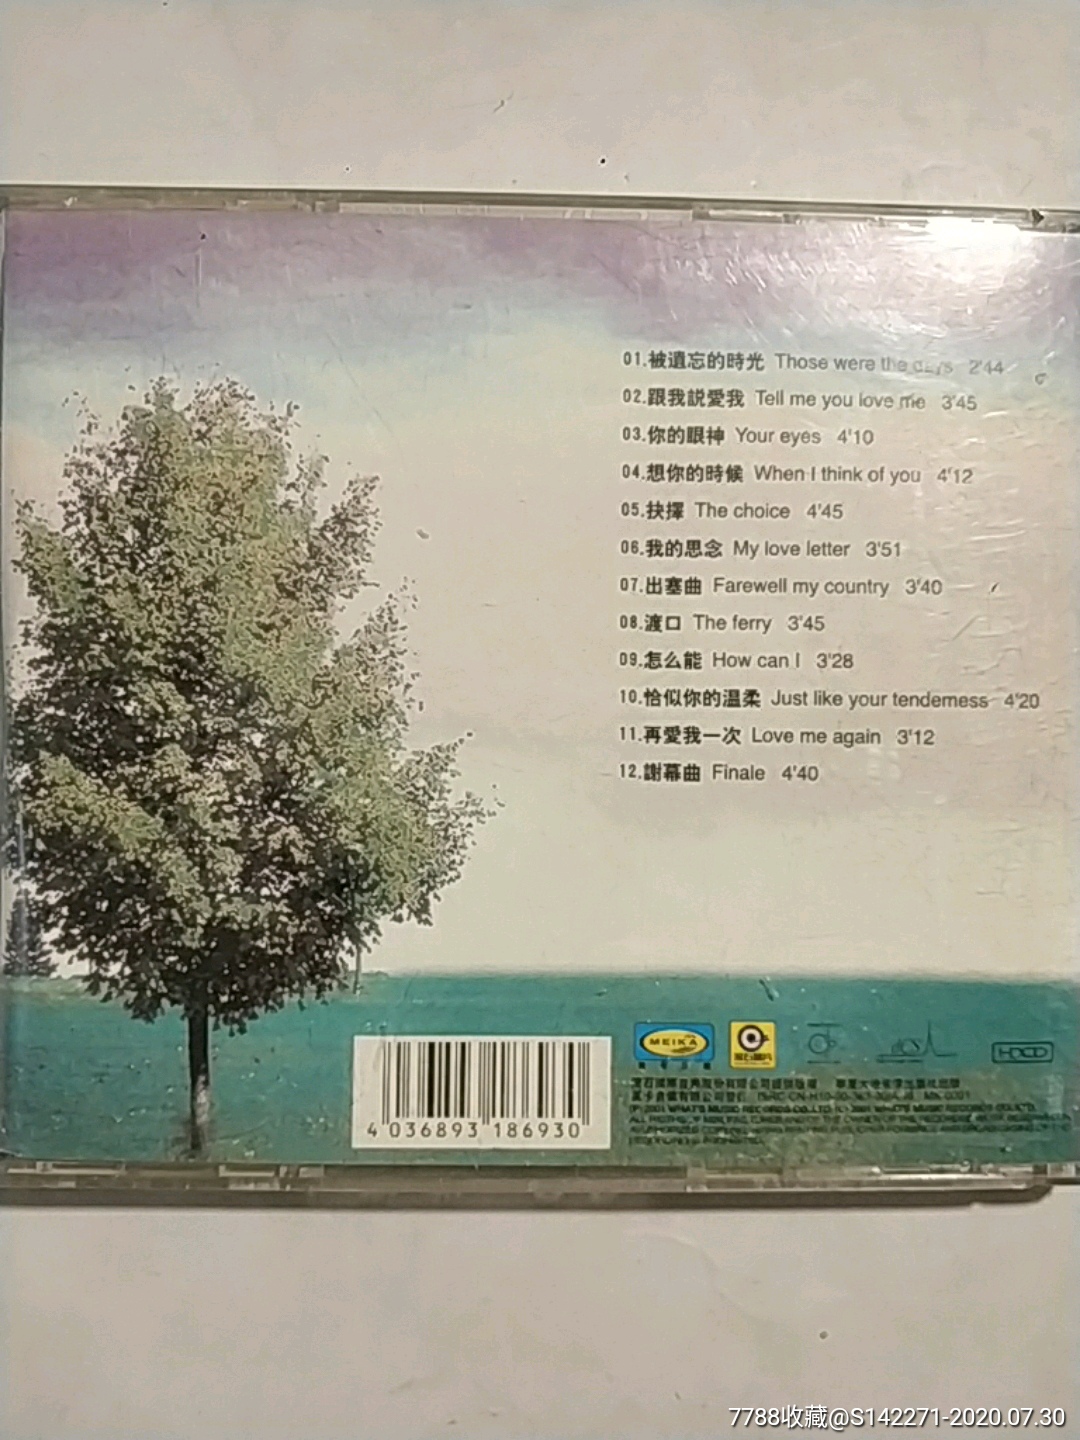 01.被遺忘的時光 Those were the days 2'44
02.跟我説愛我 Tell me you love me 3'45
03.你的眼神 Your eyes 4'10
04.想你的時候 When I think of you 4'12
05.抉擇 The choice 4'45
06.我的思念 My love letter 3'51
07.出塞曲 Farewell my country 3'40
08.渡口 The ferry 3'45
09.怎么能 How can I 3'28
10.恰似你的温柔 Just like your tenderness 4'20
11.再愛我一次 Love me again 3'12
12.謝幕曲 Finale 4'40
MEIKA
HDCD
4 036893 186930
7788收藏@S142271-2020.07.30